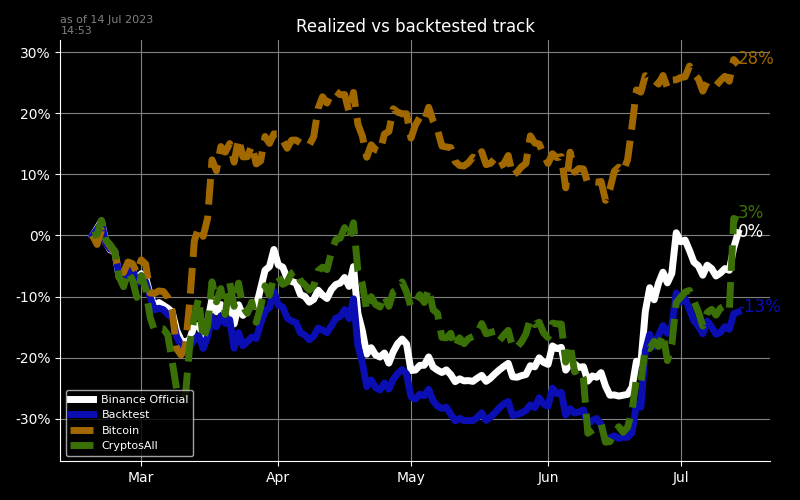 as of 14 Jul 2023
14:53
Realized vs backtested track
30%
20%
10%
0%
-10%
-20%
-30%
28%
3%
0%
-13%
Binance Official
Backtest
Bitcoin
CryptosAll
Mar
Apr
May
Jun
Jul